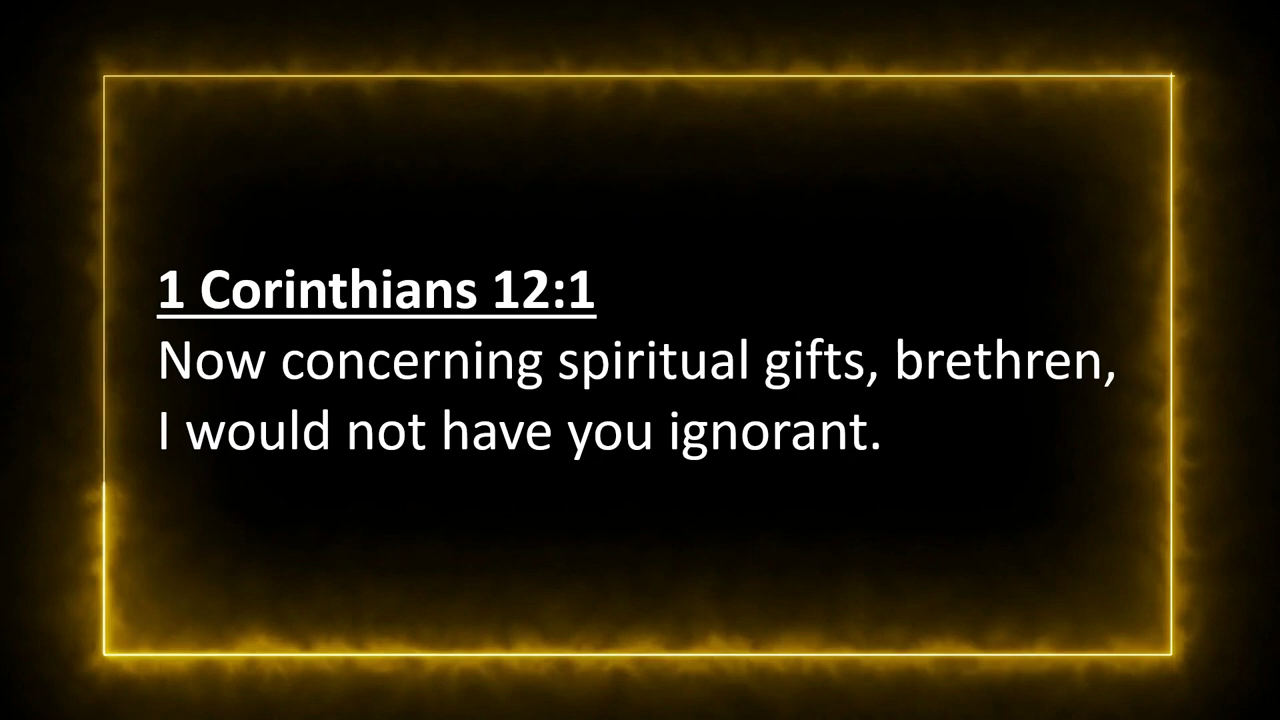 1 Corinthians 12:1
Now concerning spiritual gifts, brethren,
I would not have you ignorant.